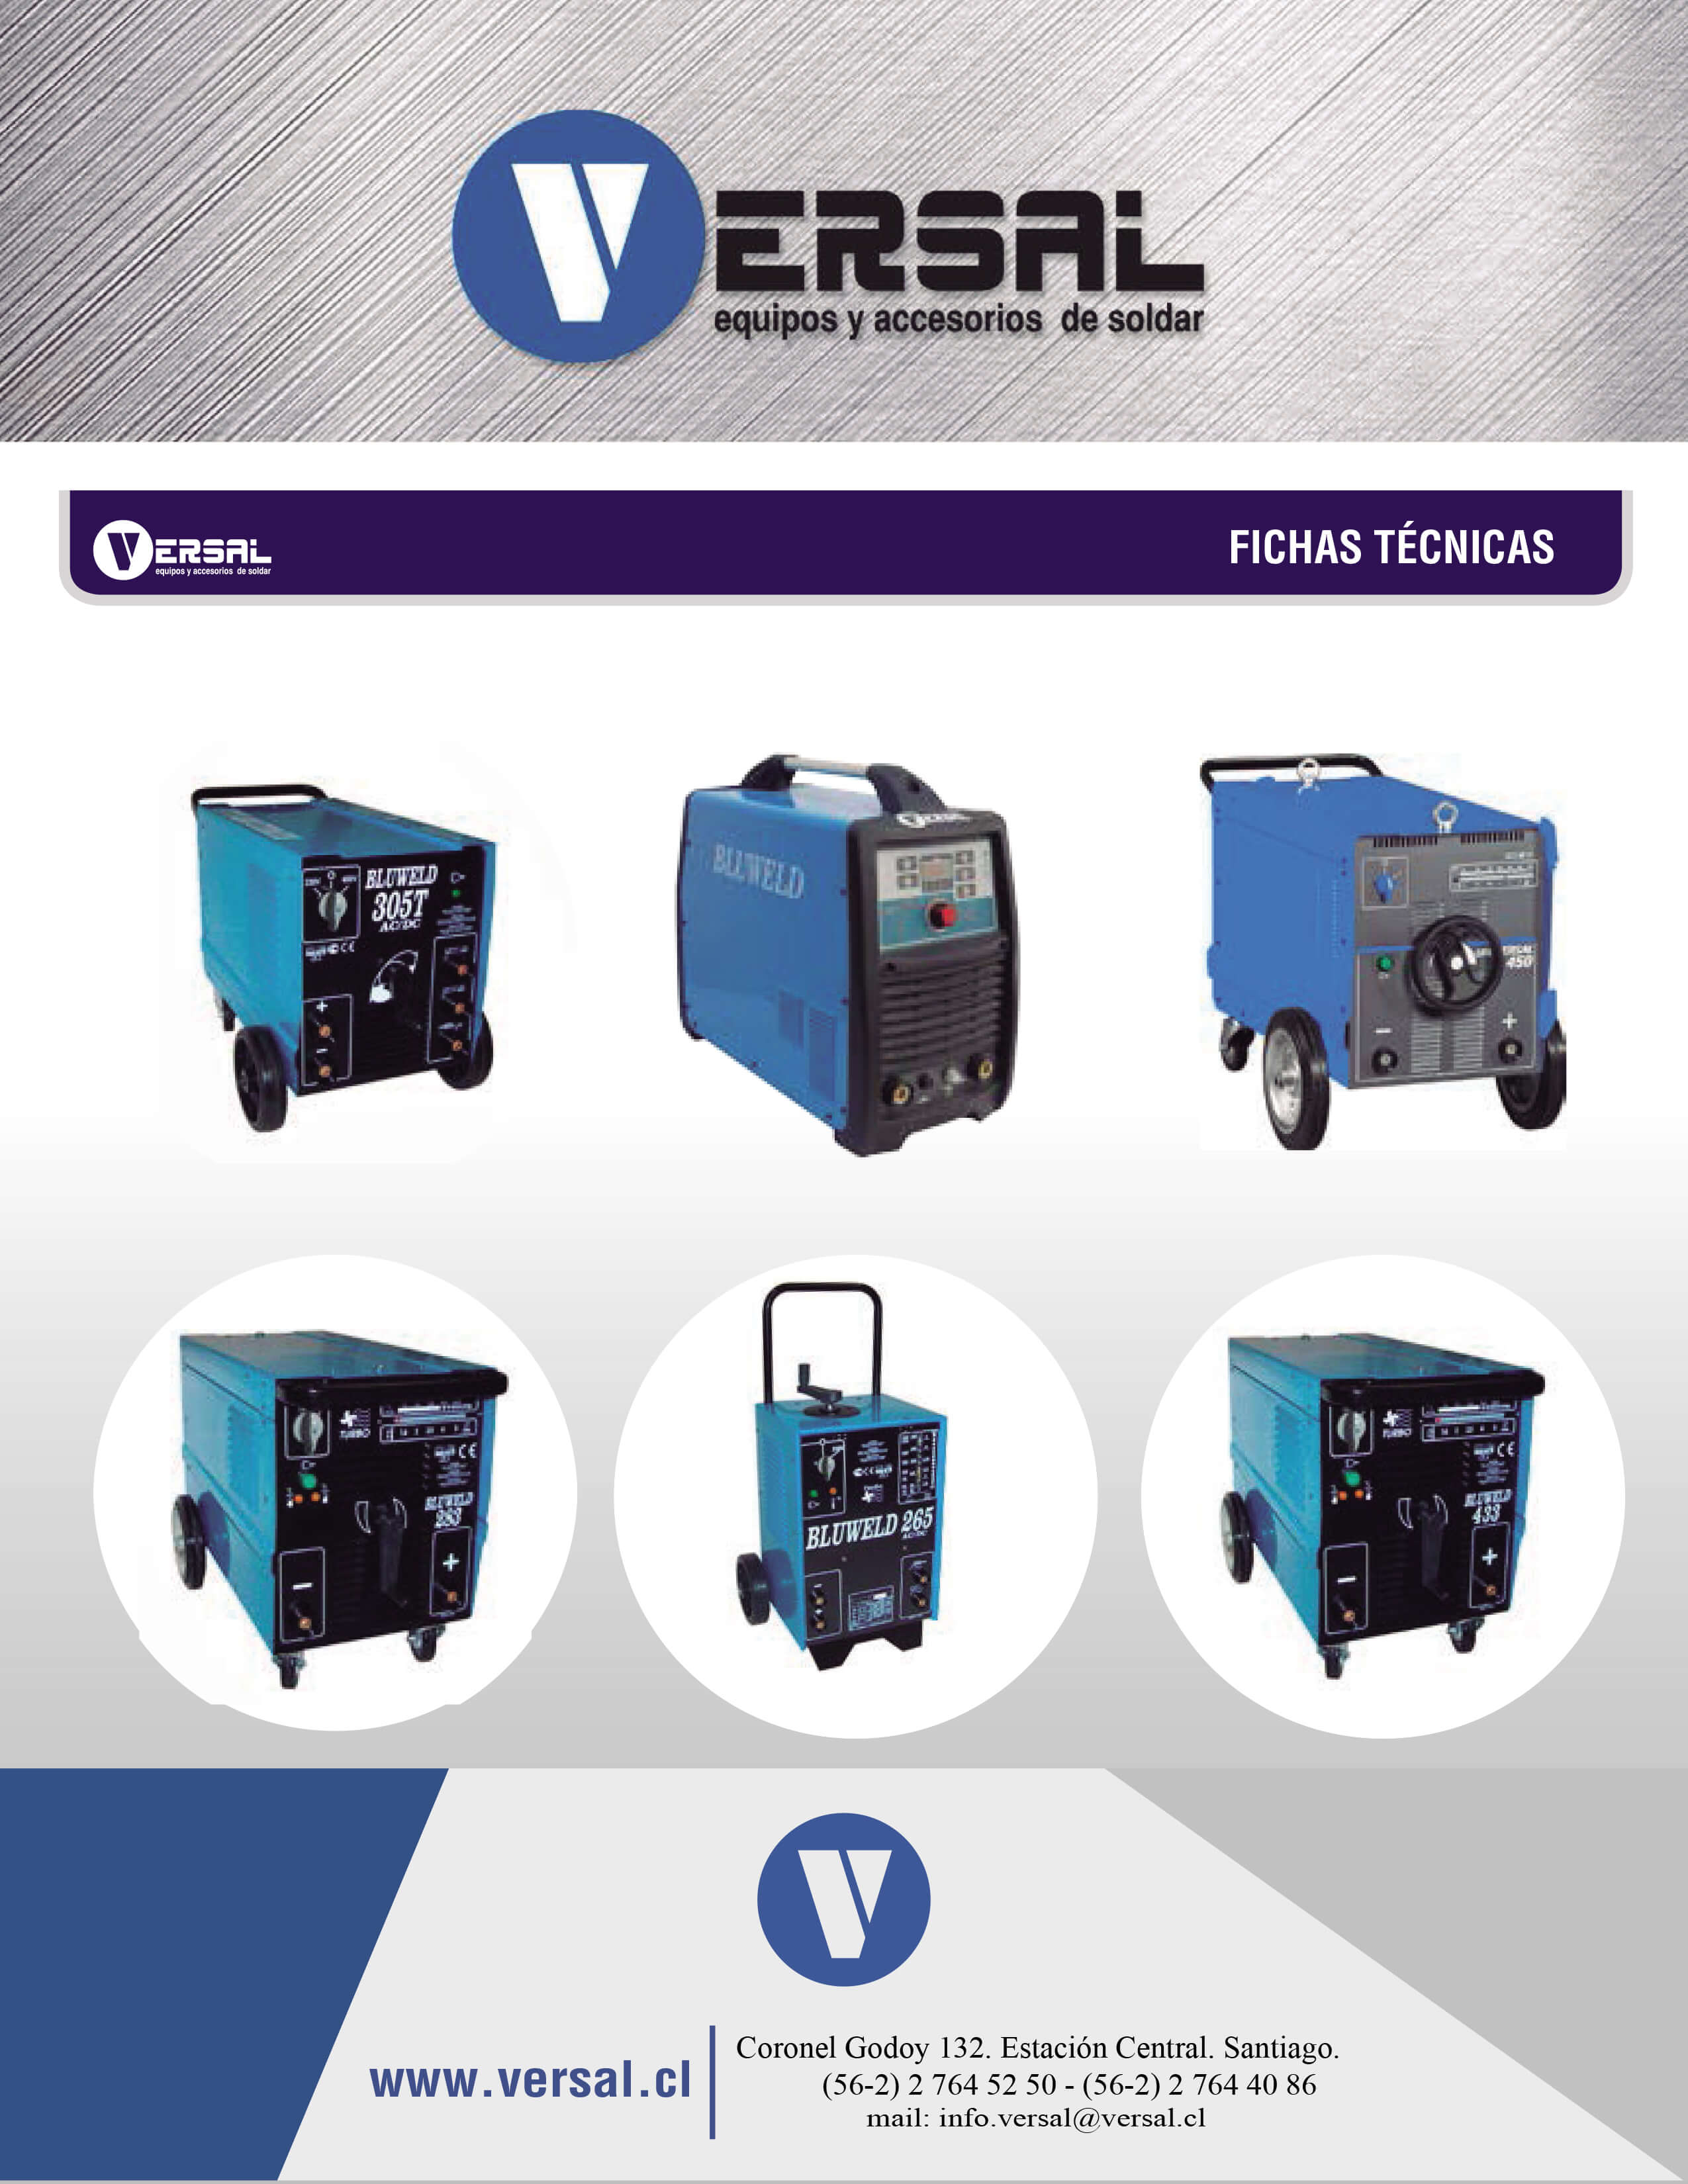 VERSAL
equipos y accesorios de soldar
VERSAL
equipos y accesorios de soldar
FICHAS TÉCNICAS
BLUWELD
305T
AC/DC
BLUWELD
450
TURBO
BLUWELD
283
BLUWELD 265
AC/DC
TURBO
BLUWELD
433
www.versal.cl
Coronel Godoy 132. Estación Central. Santiago.
(56-2) 2 764 52 50 - (56-2) 2 764 40 86
mail: info.versal@versal.cl